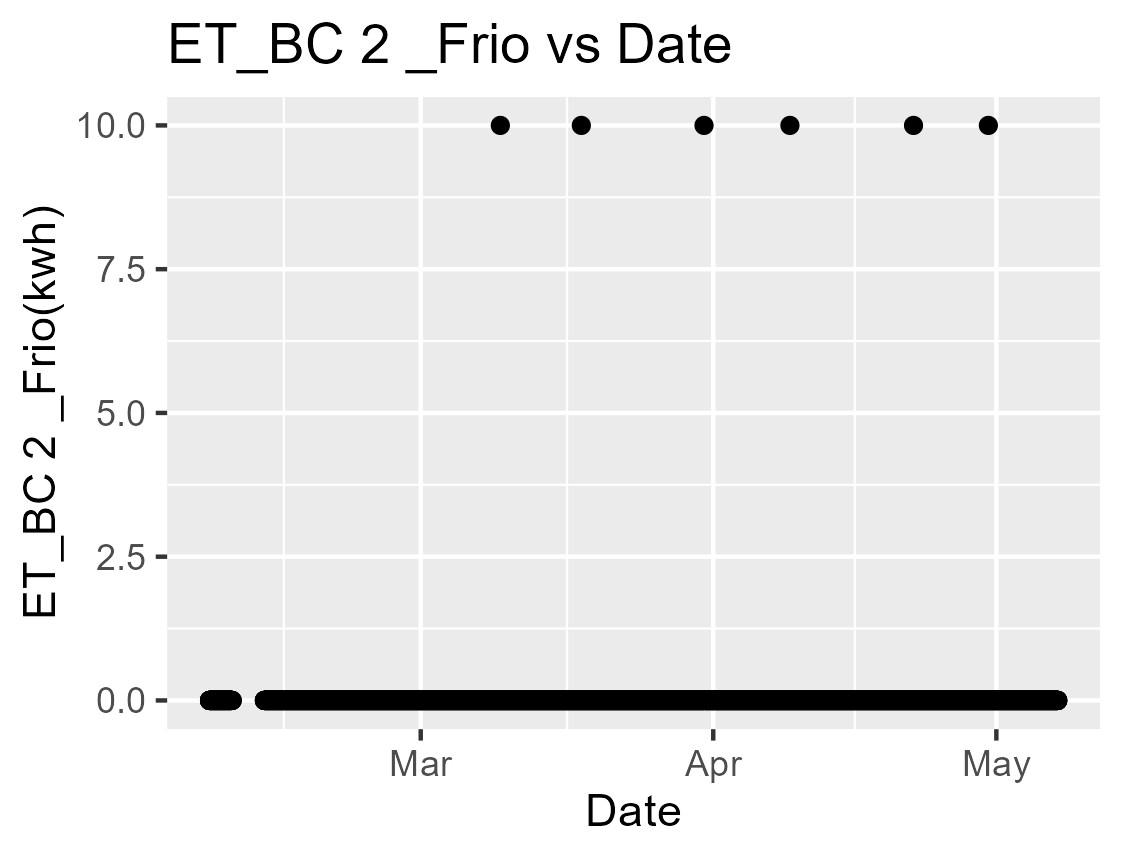 ET_BC 2 _Frio vs Date
ET_BC 2 _Frio(kwh)
10.0
7.5
5.0
2.5
0.0
Mar Apr May
Date